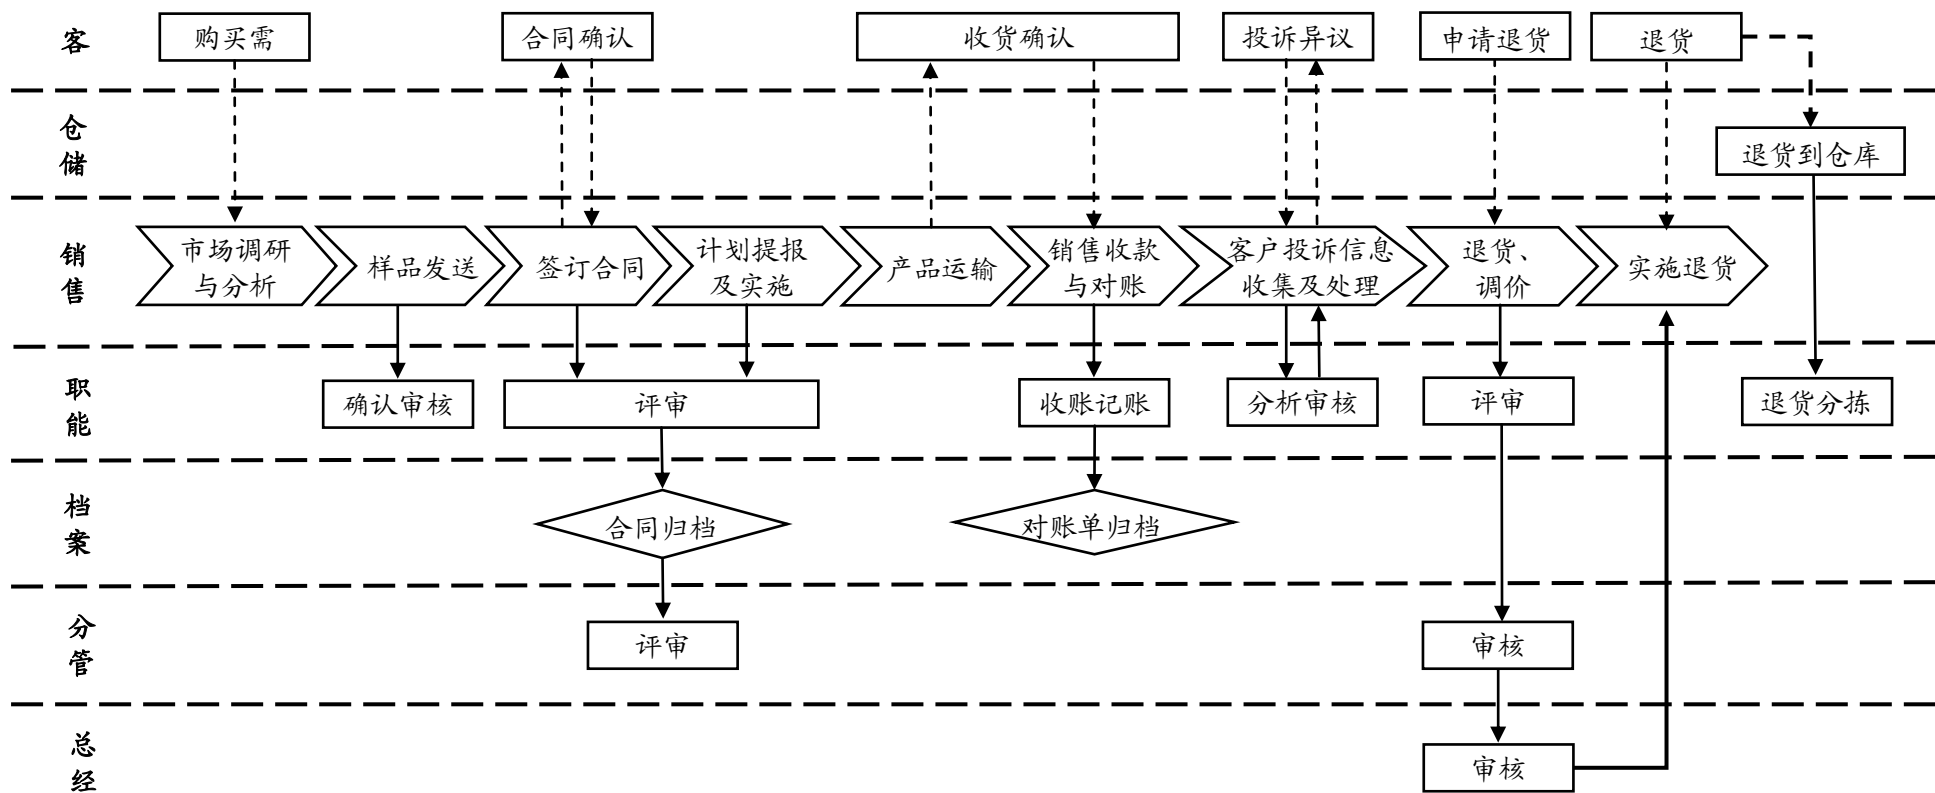 客
购买需
合同确认
收货确认
投诉异议
申请退货
退货
仓
储
退货到仓库
销
售
市场调研
与分析
样品发送
签订合同
计划提报
及实施
产品运输
销售收款
与对账
客户投诉信息
收集及处理
退货、
调价
实施退货
职
能
确认审核
评审
收账记账
分析审核
评审
退货分拣
档
案
合同归档
对账单归档
分
管
评审
审核
总
经
审核